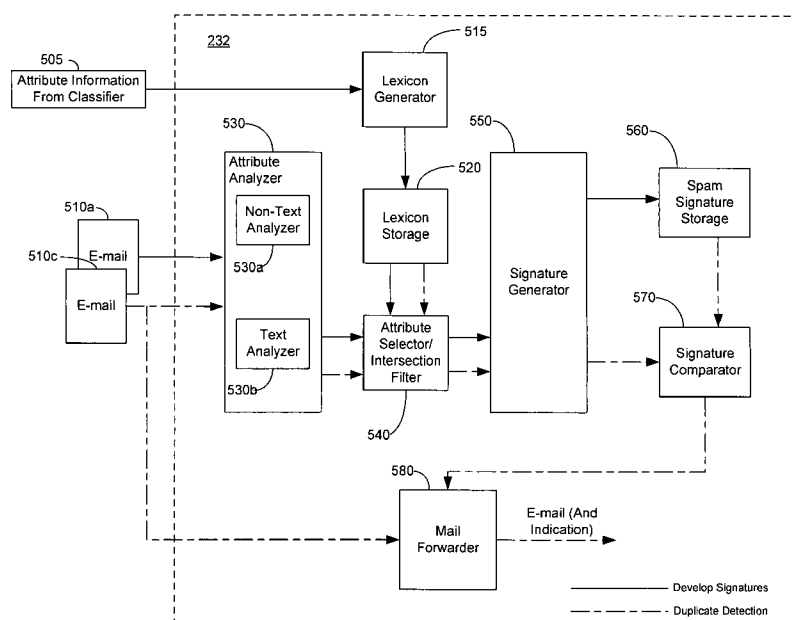 232
505
Attribute Information
From Classifier
515
Lexicon
Generator
530
Attribute
Analyzer
Non-Text
Analyzer
530a
Text
Analyzer
530b
520
Lexicon
Storage
550
Signature
Generator
560
Spam
Signature
Storage
510a
E-mail
510c
E-mail
Attribute
Selector/
Intersection
Filter
540
570
Signature
Comparator
580
Mail
Forwarder
E-mail (And
Indication)
Develop Signatures
Duplicate Detection